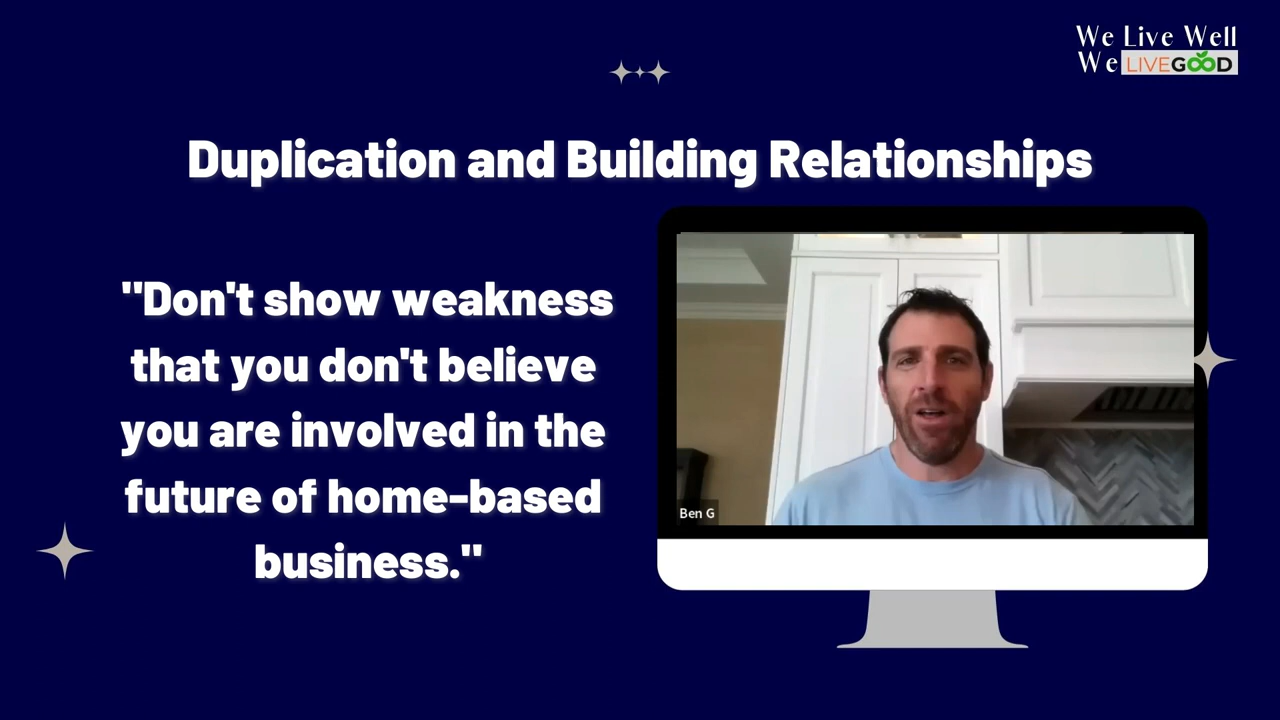 We Live Well
We LIVEGOOD
Duplication and Building Relationships
"Don't show weakness
that you don't believe
you are involved in the
future of home-based
business."
Ben G